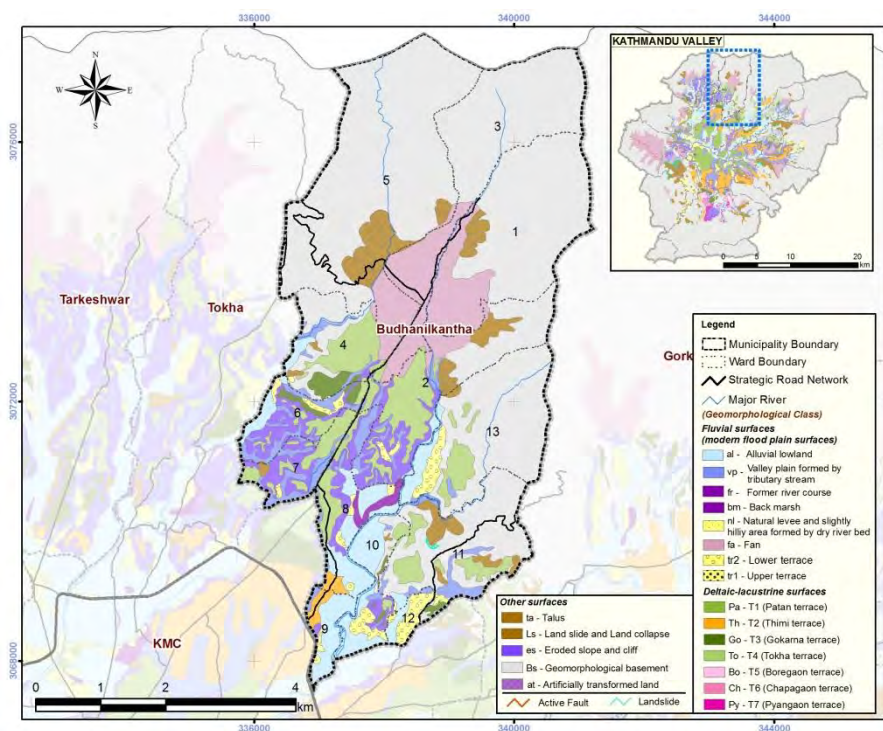 336000
340000
344000
KATHMANDU VALLEY
N
W
E
S
3076000
3
5
1
0
5
10
20
km
Tarkeshwar
Tokha
Budhanilkantha
Gork
4
2
3072000
6
13
7
8
10
11
KMC
9
12
3068000
0
1
2
4
km
336000
340000
344000
Legend
Municipality Boundary
Ward Boundary
Strategic Road Network
Major River
(Geomorphological Class)
Fluvial surfaces
(modern flood plain surfaces)
al - Alluvial lowland
vp - Valley plain formed by
tributary stream
fr - Former river course
bm - Back marsh
nl - Natural levee and slightly
hilliy area formed by dry river bed
fa - Fan
tr2 - Lower terrace
tr1 - Upper terrace
Deltaic-lacustrine surfaces
Pa - T1 (Patan terrace)
Th - T2 (Thimi terrace)
Go - T3 (Gokarna terrace)
To - T4 (Tokha terrace)
Bo - T5 (Boregaon terrace)
Ch - T6 (Chapagaon terrace)
Py - T7 (Pyangaon terrace)
Other surfaces
ta - Talus
Ls - Land slide and Land collapse
es - Eroded slope and cliff
Bs - Geomorphological basement
at - Artificially transformed land
Active Fault
Landslide